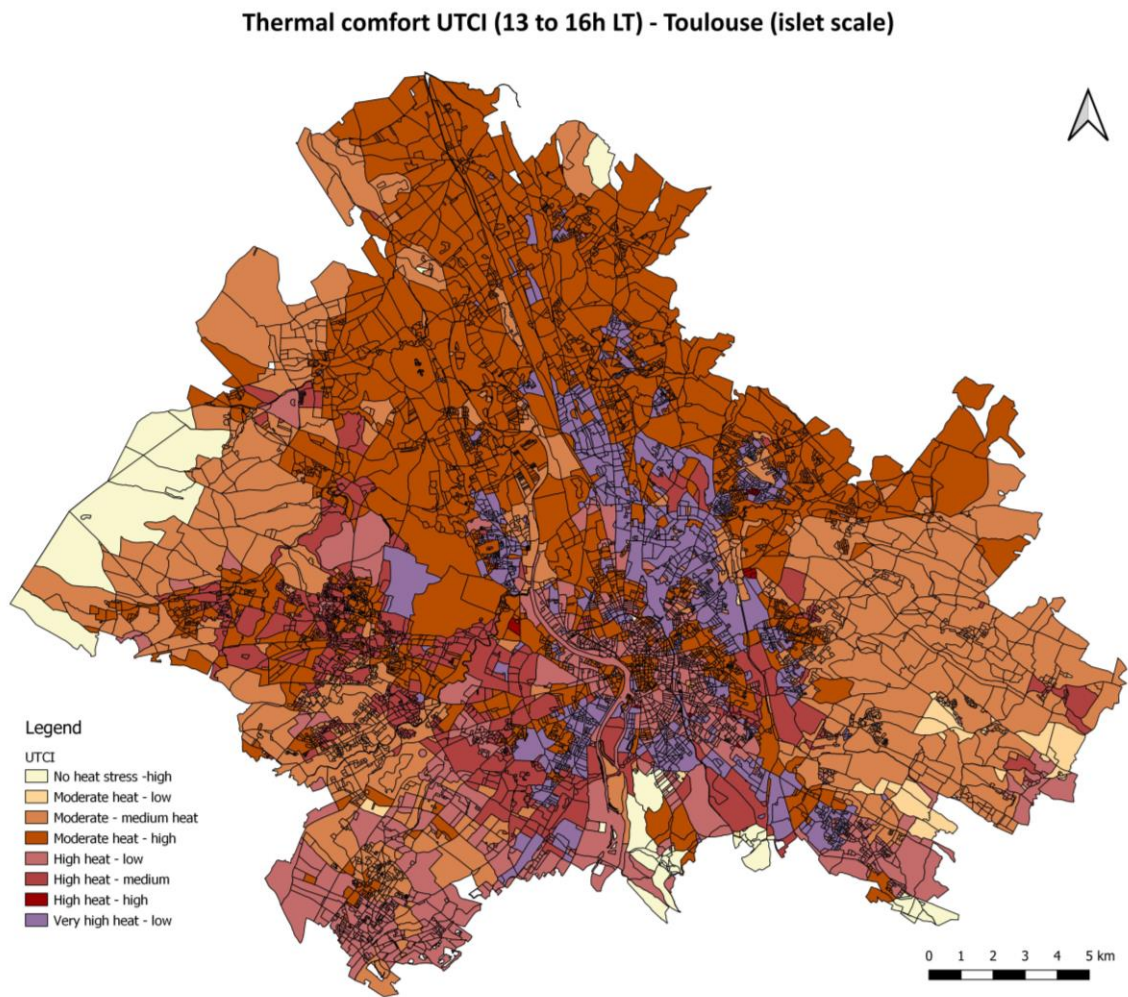 Thermal comfort UTCI (13 to 16h LT) - Toulouse (islet scale)
Legend
UTCI
No heat stress -high
Moderate heat - low
Moderate - medium heat
Moderate heat - high
High heat - low
High heat - medium
High heat - high
Very high heat - low
0 1 2 3 4 5 km